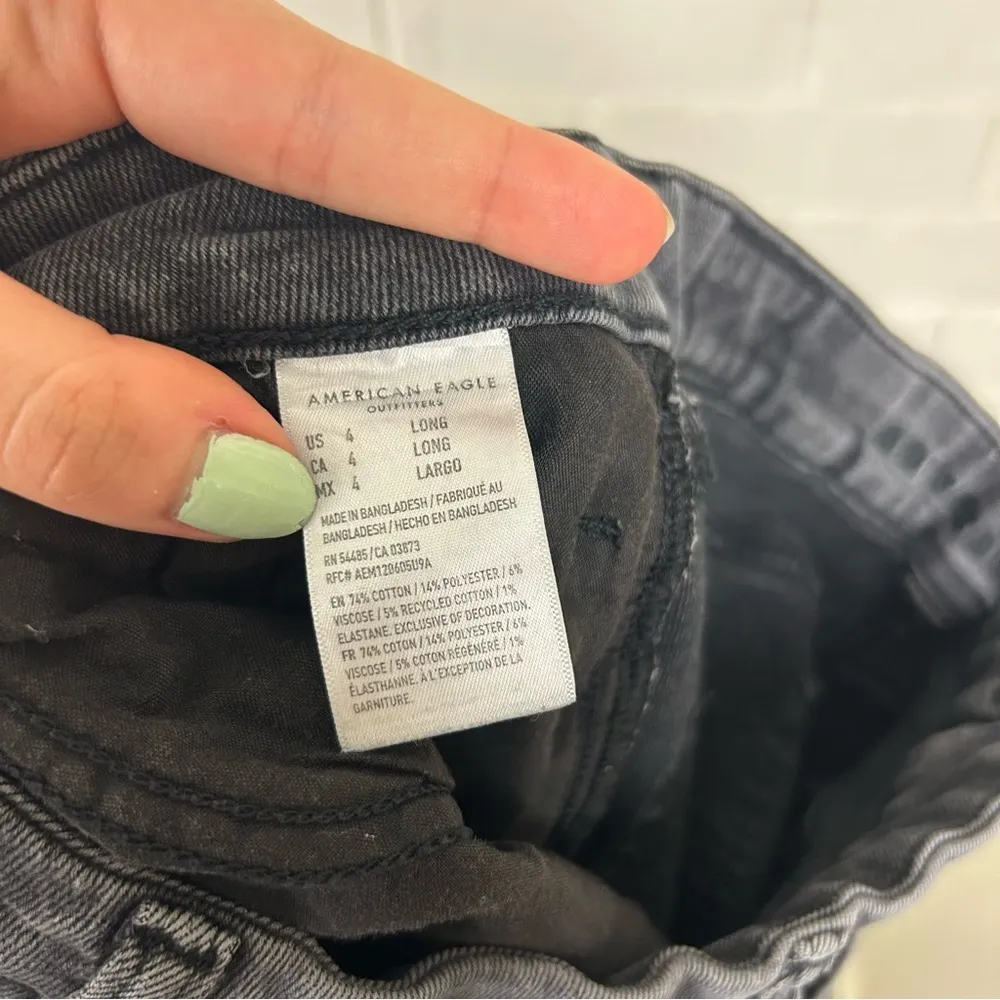 AMERICAN EAGLE
OUTFITTERS
US 4 LONG
CA 4 LONG
MX 4 LARGO
MADE IN BANGLADESH / FABRIQUÉ AU
BANGLADESH / HECHO EN BANGLADESH
RN 54485 / CA 03873
RFC# AEM120605U9A
EN 74% COTTON / 14% POLYESTER / 6%
VISCOSE / 5% RECYCLED COTTON / 1%
ELASTANE. EXCLUSIVE OF DECORATION.
FR 74% COTON / 14% POLYESTER / 6%
VISCOSE / 5% COTON RÉGÉNÉRÉ / 1%
ÉLASTHANNE. À L'EXCEPTION DE LA
GARNITURE.